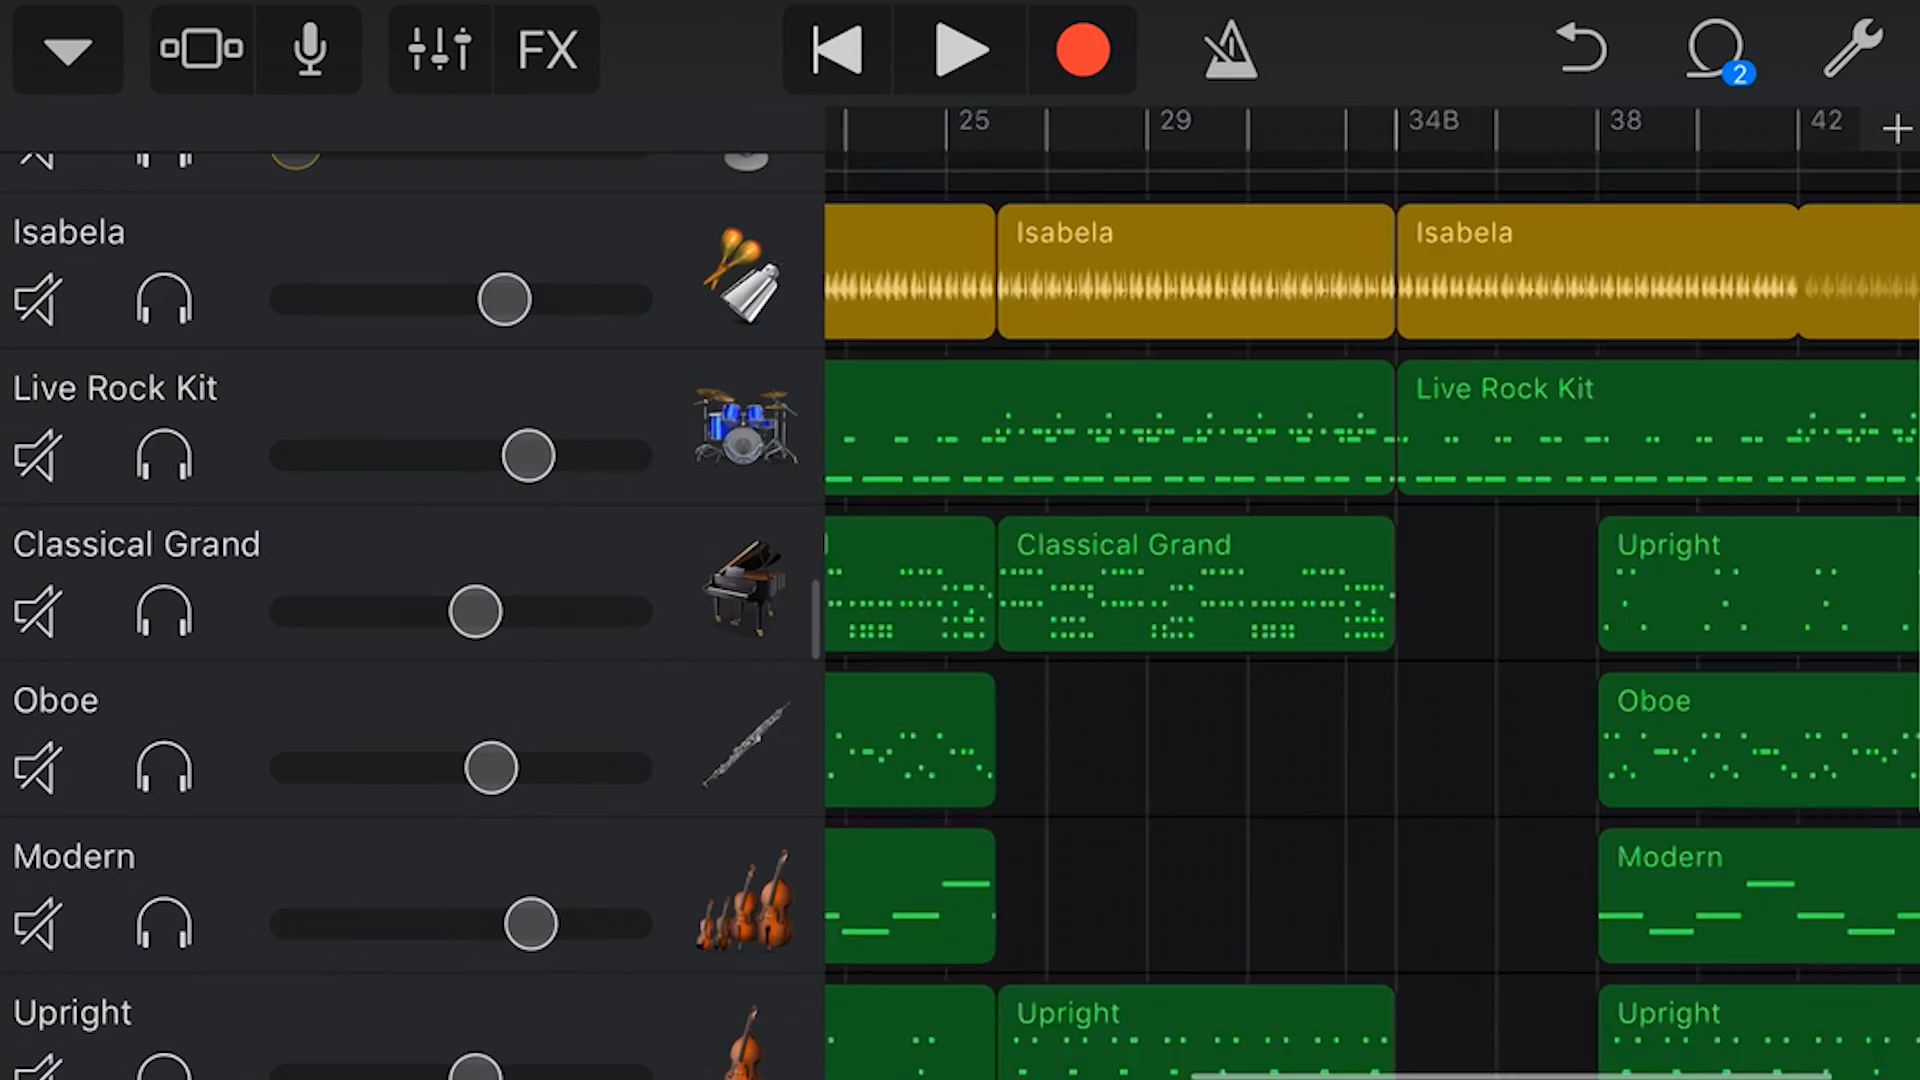 FX
2
25 29 34B 38 42
Isabela
Isabela Isabela
Live Rock Kit
Live Rock Kit
Classical Grand
Classical Grand Upright
Oboe
Oboe
Modern
Modern
Upright
Upright Upright